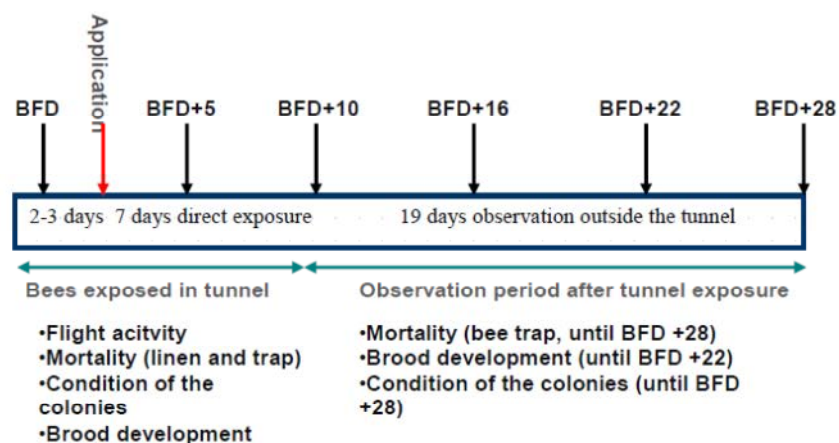 Application
BFD BFD+5 BFD+10 BFD+16 BFD+22 BFD+28
2-3 days 7 days direct exposure 19 days observation outside the tunnel
Bees exposed in tunnel
•Flight acitvity
•Mortality (linen and trap)
•Condition of the
colonies
•Brood development
Observation period after tunnel exposure
•Mortality (bee trap, until BFD +28)
•Brood development (until BFD +22)
•Condition of the colonies (until BFD
+28)